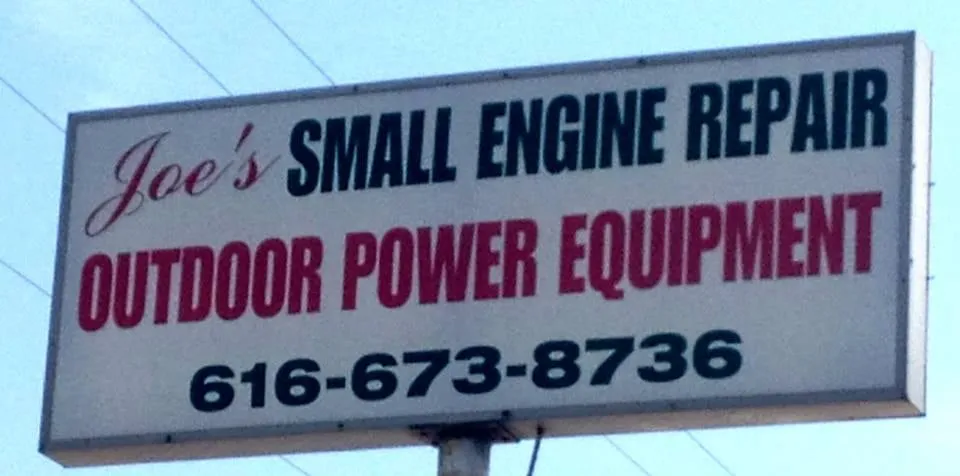 Joe's SMALL ENGINE REPAIR
OUTDOOR POWER EQUIPMENT
616-673-8736